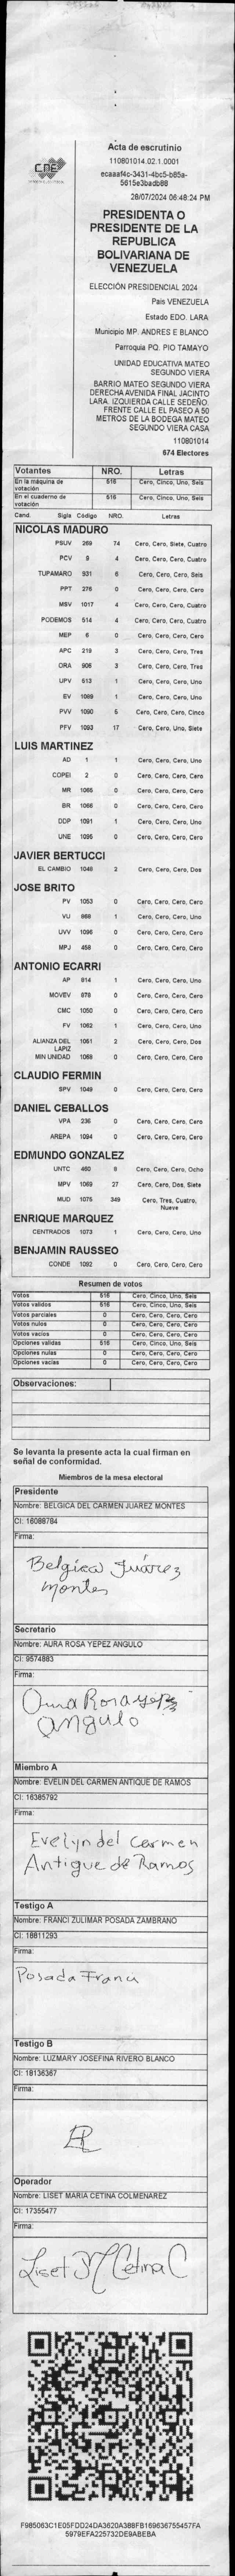 Acta de escrutinio
110801014.02.1.0001
ecaaaf4c-3431-4bc5-b85a-
5615e3badb88
28/07/2024 06:48:24 PM
CNE
PRESIDENTA O
PRESIDENTE DE LA
REPUBLICA
BOLIVARIANA DE
VENEZUELA
ELECCIÓN PRESIDENCIAL 2024
Pais VENEZUELA
Estado EDO. LARA
Municipio MP. ANDRES E BLANCO
Parroquia PQ. PIO TAMAYO
UNIDAD EDUCATIVA MATEO
SEGUNDO VIERA
BARRIO MATEO SEGUNDO VIERA
DERECHA AVENIDA FINAL JACINTO
LARA. IZQUIERDA CALLE SEDEÑO.
FRENTE CALLE EL PASEO A 50
METROS DE LA BODEGA MATEO
SEGUNDO VIERA CASA
110801014
674 Electores
Votantes NRO. Letras
En la máquina de votación 516 Cero, Cinco, Uno, Seis
En el cuaderno de votación 516 Cero, Cinco, Uno, Seis
Cand. Sigla Código NRO. Letras
NICOLAS MADURO
PSUV 269 74 Cero, Cero, Siete, Cuatro
PCV 9 4 Cero, Cero, Cero, Cuatro
TUPAMARO 931 6 Cero, Cero, Cero, Seis
PPT 276 0 Cero, Cero, Cero, Cero
MSV 1017 4 Cero, Cero, Cero, Cuatro
PODEMOS 514 4 Cero, Cero, Cero, Cuatro
MEP 6 0 Cero, Cero, Cero, Cero
APC 219 3 Cero, Cero, Cero, Tres
ORA 906 3 Cero, Cero, Cero, Tres
UPV 513 1 Cero, Cero, Cero, Uno
EV 1089 1 Cero, Cero, Cero, Uno
PVV 1090 5 Cero, Cero, Cero, Cinco
PFV 1093 17 Cero, Cero, Uno, Siete
LUIS MARTINEZ
AD 1 1 Cero, Cero, Cero, Uno
COPEI 2 0 Cero, Cero, Cero, Cero
MR 1065 0 Cero, Cero, Cero, Cero
BR 1066 0 Cero, Cero, Cero, Cero
DDP 1091 1 Cero, Cero, Cero, Uno
UNE 1095 0 Cero, Cero, Cero, Cero
JAVIER BERTUCCI
EL CAMBIO 1048 2 Cero, Cero, Cero, Dos
JOSE BRITO
PV 1053 0 Cero, Cero, Cero, Cero
VU 968 1 Cero, Cero, Cero, Uno
UVV 1096 0 Cero, Cero, Cero, Cero
MPJ 458 0 Cero, Cero, Cero, Cero
ANTONIO ECARRI
AP 914 1 Cero, Cero, Cero, Uno
MOVEV 678 0 Cero, Cero, Cero, Cero
CMC 1050 0 Cero, Cero, Cero, Cero
FV 1062 1 Cero, Cero, Cero, Uno
ALIANZA DEL LAPIZ 1051 2 Cero, Cero, Cero, Dos
MIN UNIDAD 1068 0 Cero, Cero, Cero, Cero
CLAUDIO FERMIN
SPV 1049 0 Cero, Cero, Cero, Cero
DANIEL CEBALLOS
VPA 236 0 Cero, Cero, Cero, Cero
AREPA 1094 0 Cero, Cero, Cero, Cero
EDMUNDO GONZALEZ
UNTC 460 8 Cero, Cero, Cero, Ocho
MPV 1069 27 Cero, Cero, Dos, Siete
MUD 1075 349 Cero, Tres, Cuatro, Nueve
ENRIQUE MARQUEZ
CENTRADOS 1073 1 Cero, Cero, Cero, Uno
BENJAMIN RAUSSEO
CONDE 1092 0 Cero, Cero, Cero, Cero
Resumen de votos
Votos 516 Cero, Cinco, Uno, Seis
Votos validos 516 Cero, Cinco, Uno, Seis
Votos parciales 0 Cero, Cero, Cero, Cero
Votos nulos 0 Cero, Cero, Cero, Cero
Votos vacios 0 Cero, Cero, Cero, Cero
Opciones validas 516 Cero, Cinco, Uno, Seis
Opciones nulas 0 Cero, Cero, Cero, Cero
Opciones vacias 0 Cero, Cero, Cero, Cero
Observaciones:
Se levanta la presente acta la cual firman en
señal de conformidad.
Miembros de la mesa electoral
Presidente
Nombre: BELGICA DEL CARMEN JUAREZ MONTES
CI: 16088784
Firma:
Belgica Juárez
Montes
Secretario
Nombre: AURA ROSA YEPEZ ANGULO
CI: 9574883
Firma:
Aura Rosa Yepez
Angulo
Miembro A
Nombre: EVELIN DEL CARMEN ANTIQUE DE RAMOS
CI: 16385792
Firma:
Evelyn del Carmen
Antique de Ramos
Testigo A
Nombre: FRANCI ZULIMAR POSADA ZAMBRANO
CI: 18811293
Firma:
Posada Franci
Testigo B
Nombre: LUZMARY JOSEFINA RIVERO BLANCO
CI: 18136367
Firma:
Operador
Nombre: LISET MARIA CETINA COLMENAREZ
CI: 17355477
Firma:
Liset M Cetina C
F985063C1E05FDD24DA3620A388FB169636755457FA
5979EFA225732DE9ABEBA